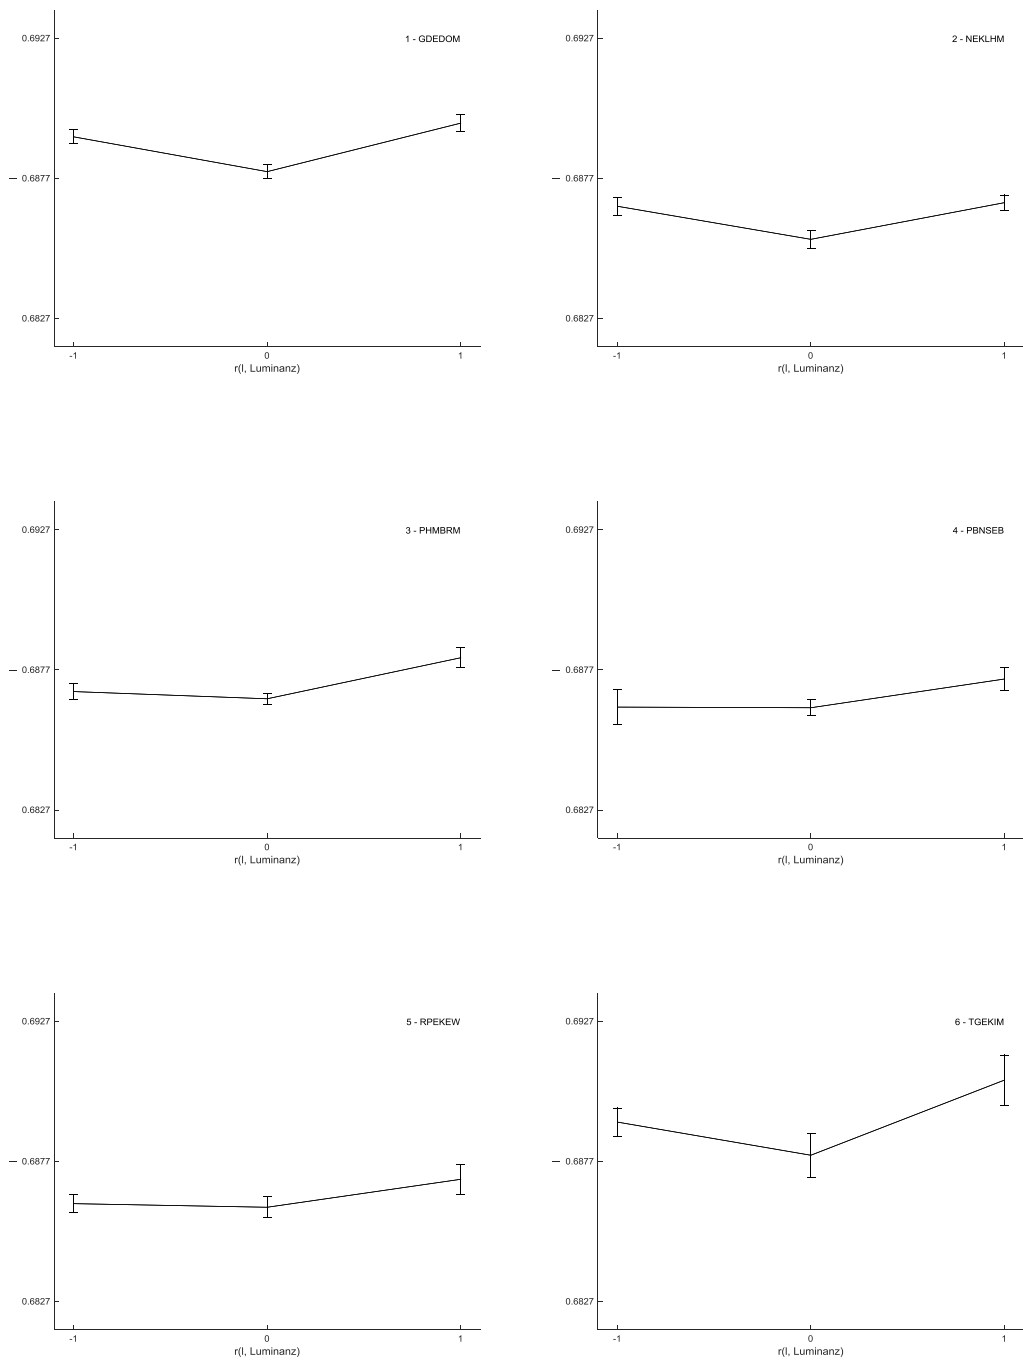 0.6927
1 - GDEDOM
l
0.6877
0.6827
-1 0 1
r(l, Luminanz)
0.6927
2 - NEKLHM
l
0.6877
0.6827
-1 0 1
r(l, Luminanz)
0.6927
3 - PHMBRM
l
0.6877
0.6827
-1 0 1
r(l, Luminanz)
0.6927
4 - PBNSEB
l
0.6877
0.6827
-1 0 1
r(l, Luminanz)
0.6927
5 - RPEKEW
l
0.6877
0.6827
-1 0 1
r(l, Luminanz)
0.6927
6 - TGEKIM
l
0.6877
0.6827
-1 0 1
r(l, Luminanz)